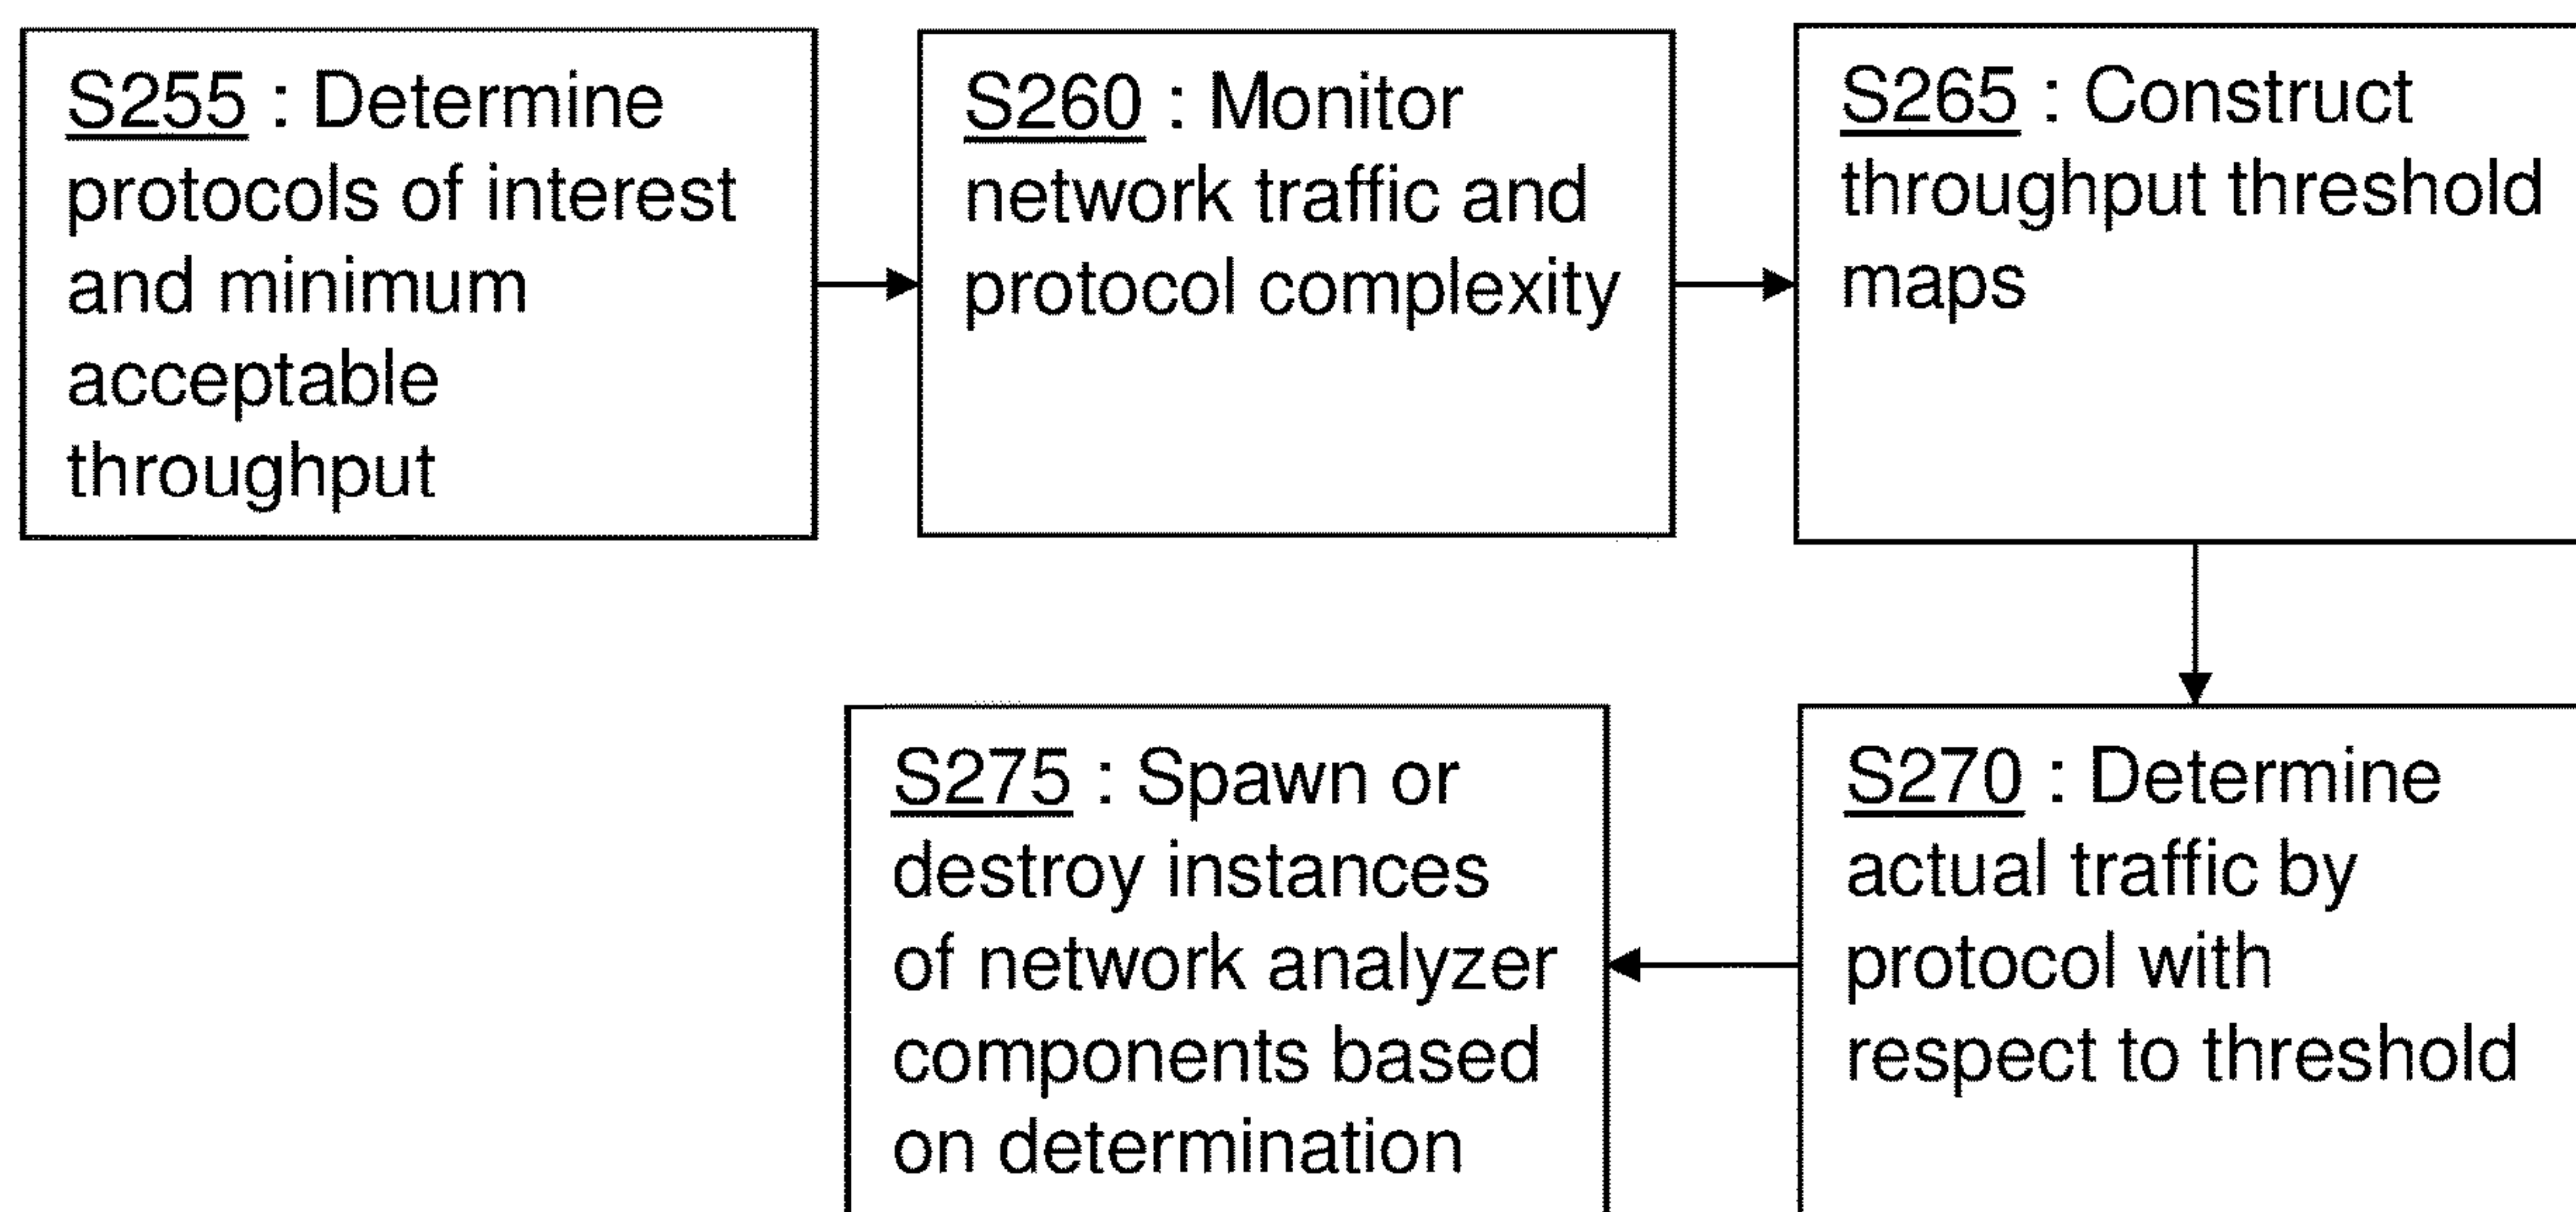 S255 : Determine
protocols of interest
and minimum
acceptable
throughput
S260 : Monitor
network traffic and
protocol complexity
S265 : Construct
throughput threshold
maps
S270 : Determine
actual traffic by
protocol with
respect to threshold
S275 : Spawn or
destroy instances
of network analyzer
components based
on determination